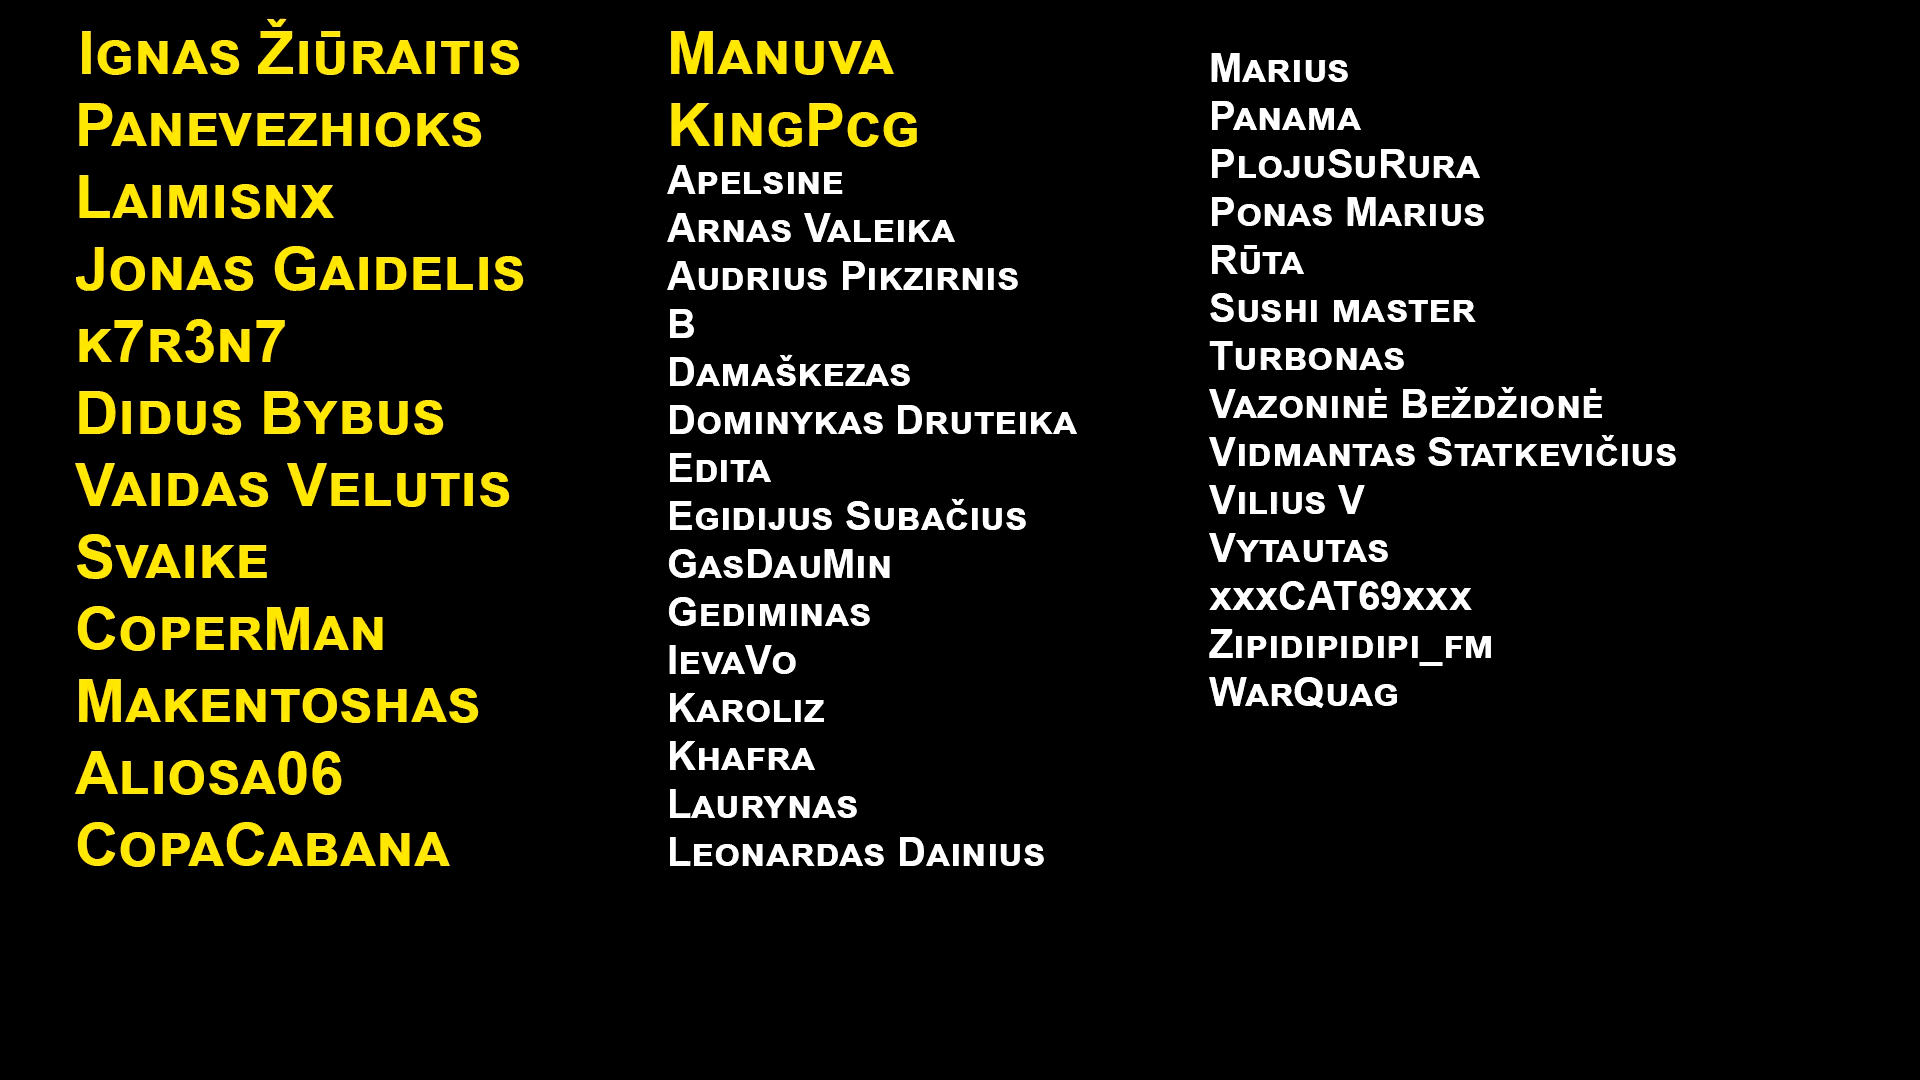 Ignas Žiūraitis
Panevezhioks
Laimisnx
Jonas Gaidelis
k7r3n7
Didus Bybus
Vaidas Velutis
Svaike
CoperMan
Makentoshas
Aliosa06
CopaCabana
Manuva
KingPcg
Apelsine
Arnas Valeika
Audrius Pikzirnis
B
Damaškezas
Dominykas Druteika
Edita
Egidijus Subačius
GasDauMin
Gediminas
IevaVo
Karoliz
Khafra
Laurynas
Leonardas Dainius
Marius
Panama
PlojuSuRura
Ponas Marius
Rūta
Sushi master
Turbonas
Vazoninė Beždžionė
Vidmantas Statkevičius
Vilius V
Vytautas
xxxCAT69xxx
Zipidipidipi_fm
WarQuag